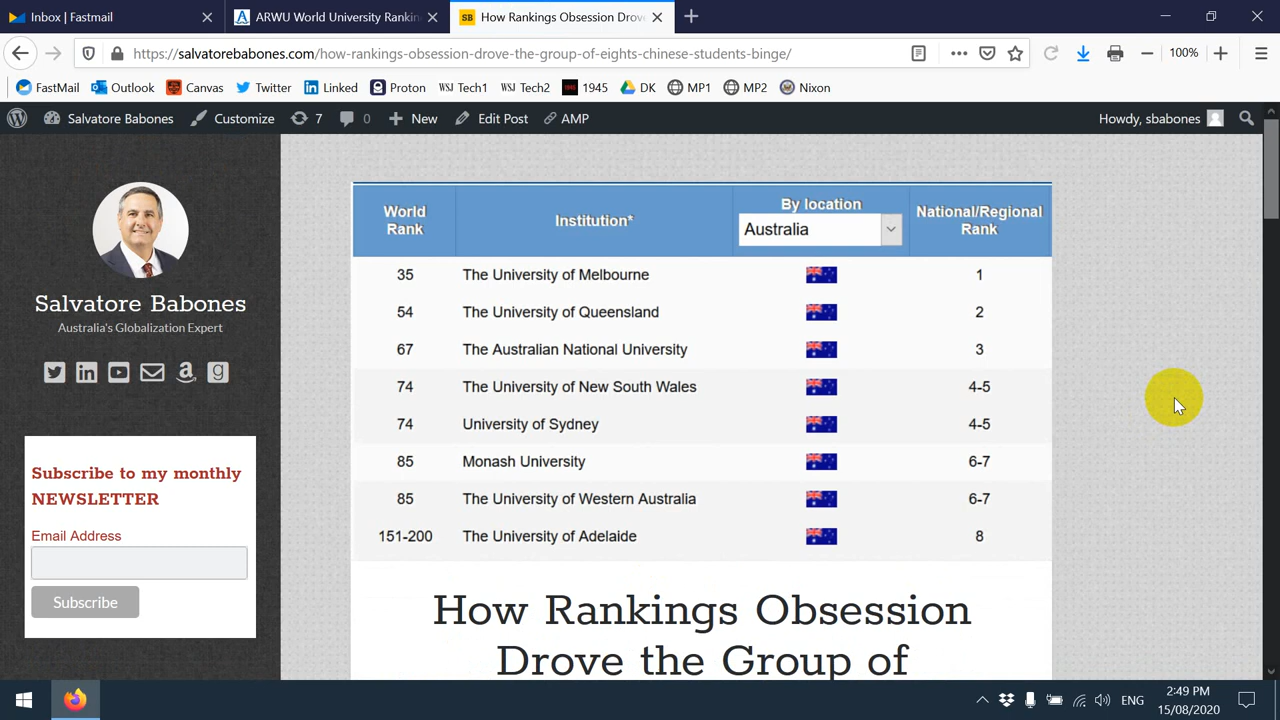 Inbox | Fastmail
ARWU World University Rankin
SB How Rankings Obsession Drov
https://salvatorebabones.com/how-rankings-obsession-drove-the-group-of-eights-chinese-students-binge/
100%
FastMail Outlook Canvas Twitter Linked Proton WSJ Tech1 WSJ Tech2 1945 DK MP1 MP2 Nixon
Salvatore Babones Customize 7 0 New Edit Post AMP Howdy, sbabones
Salvatore Babones
Australia's Globalization Expert
Subscribe to my monthly
NEWSLETTER
Email Address
Subscribe
World Rank Institution* By location Australia National/Regional Rank
35 The University of Melbourne 1
54 The University of Queensland 2
67 The Australian National University 3
74 The University of New South Wales 4-5
74 University of Sydney 4-5
85 Monash University 6-7
85 The University of Western Australia 6-7
151-200 The University of Adelaide 8
How Rankings Obsession
Drove the Group of
ENG
2:49 PM
15/08/2020